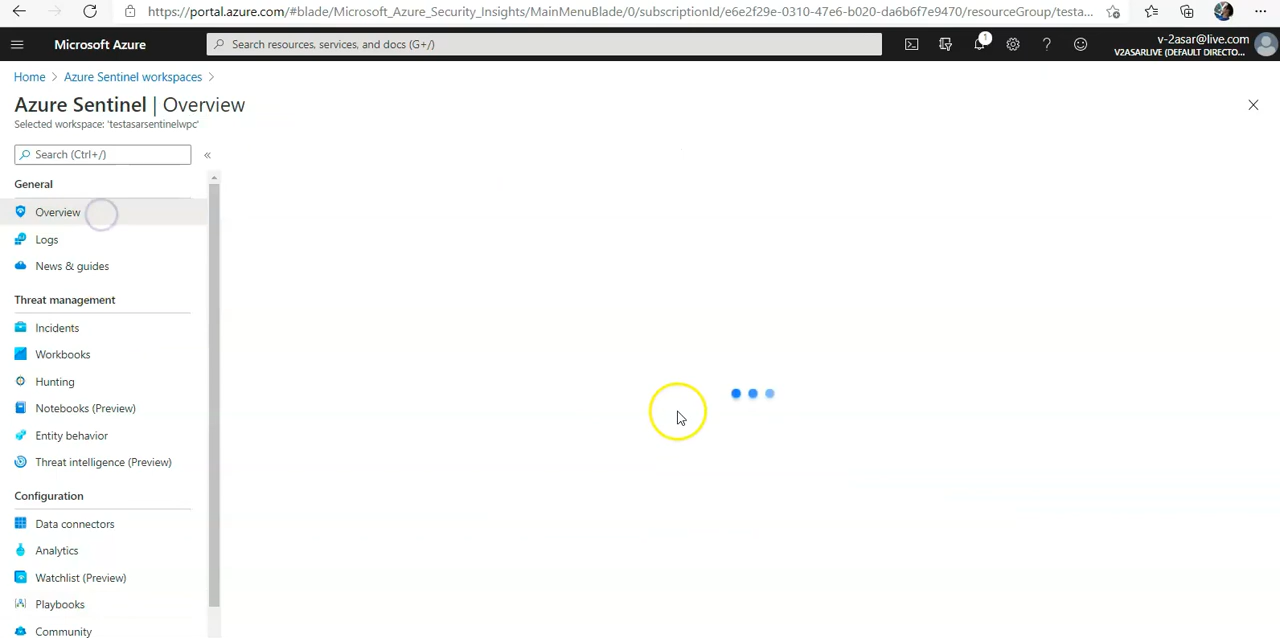 https://portal.azure.com/#blade/Microsoft_Azure_Security_Insights/MainMenuBlade/0/subscriptionId/e6e2f29e-0310-47e6-b020-da6b6f7e9470/resourceGroup/testa...
Microsoft Azure
Search resources, services, and docs (G+/)
1
v-2asar@live.com
V2ASARLIVE (DEFAULT DIRECTO...
Home > Azure Sentinel workspaces >
Azure Sentinel | Overview
Selected workspace: 'testasarsentinelwpc'
Search (Ctrl+/)
«
General
Overview
Logs
News & guides
Threat management
Incidents
Workbooks
Hunting
Notebooks (Preview)
Entity behavior
Threat intelligence (Preview)
Configuration
Data connectors
Analytics
Watchlist (Preview)
Playbooks
Community